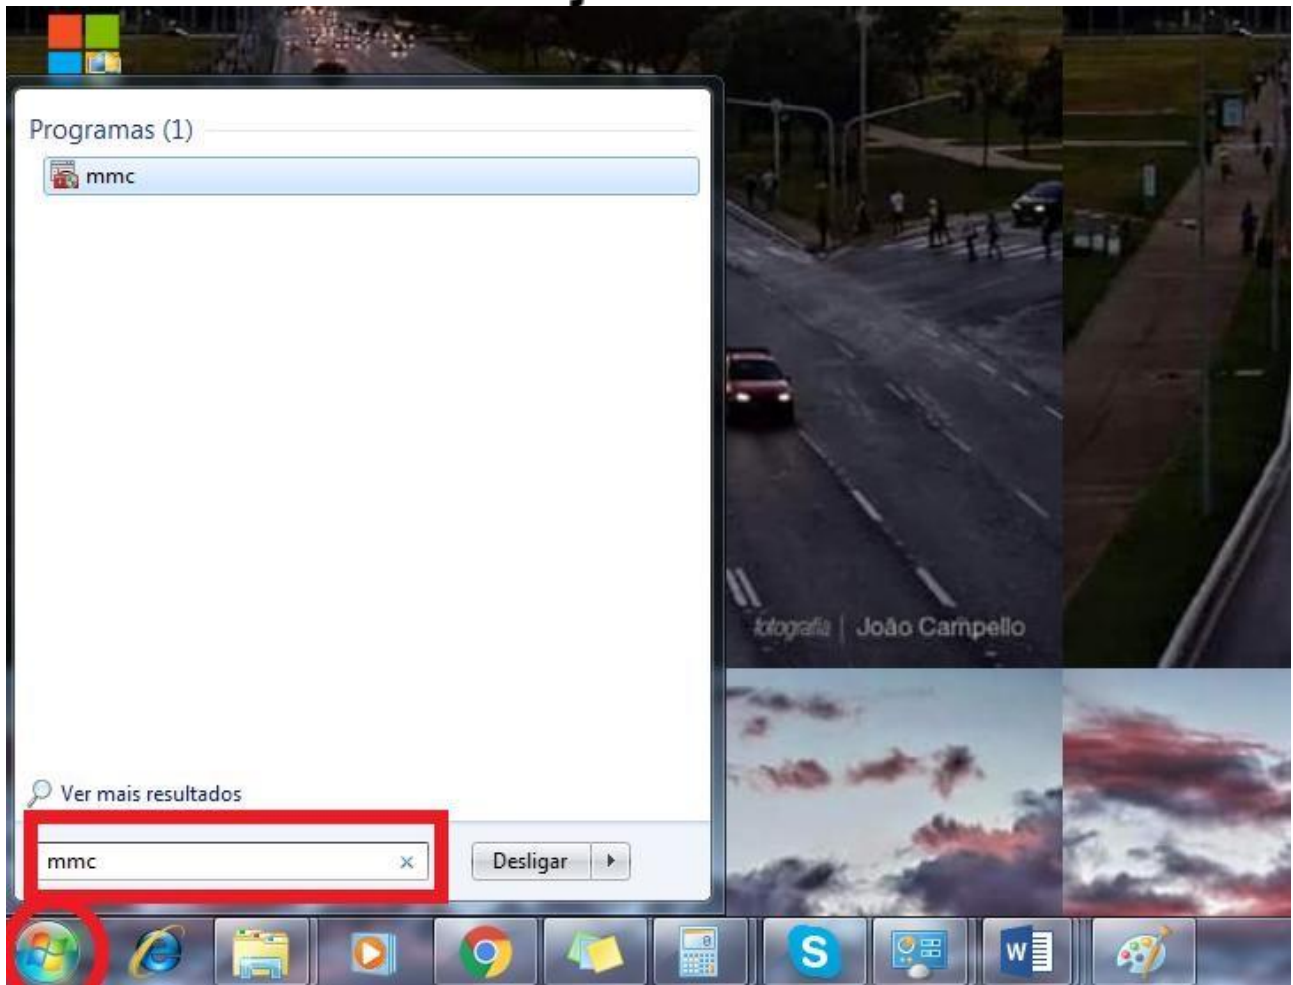 Programas (1)
mmc
fotografia | João Campello
Ver mais resultados
mmc
Desligar